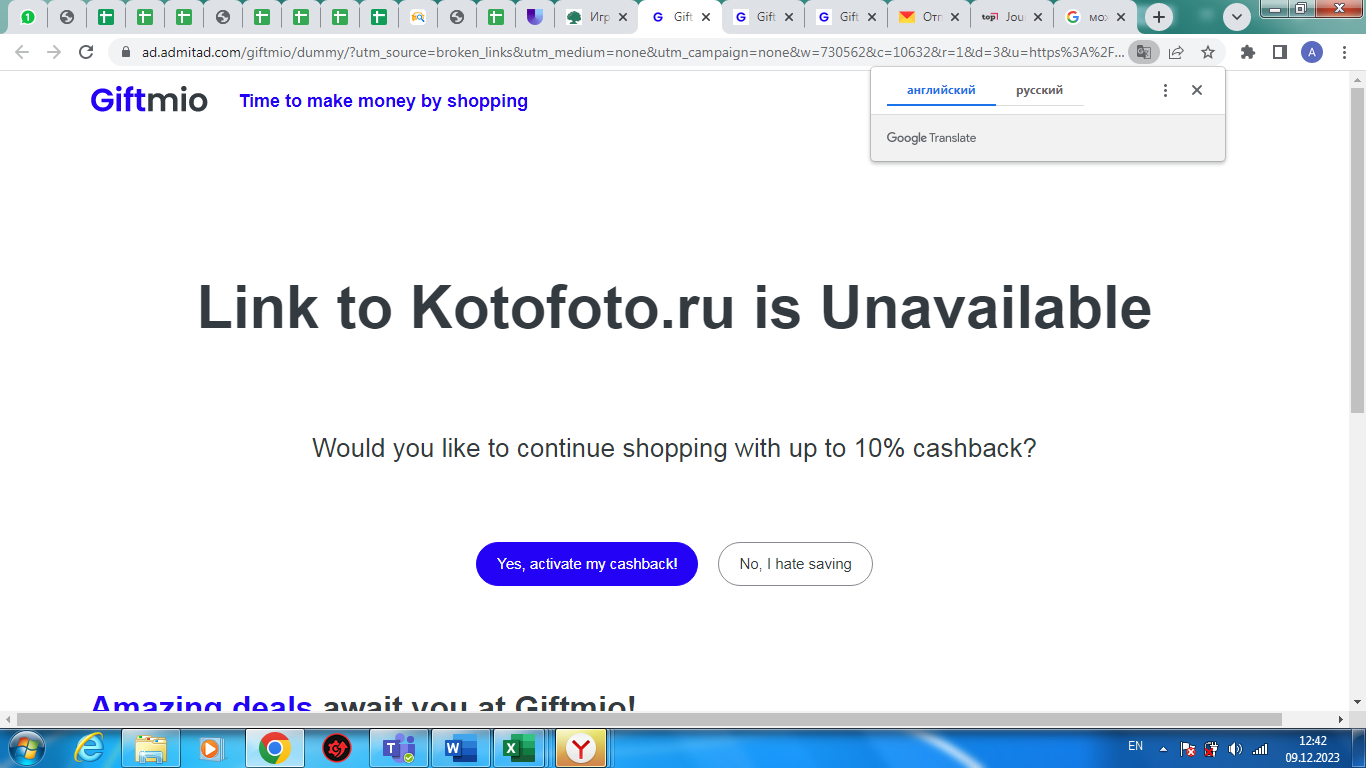 Игр
Gift
Gift
Gift
Отп
topJ
Jou
мож
ad.admitad.com/giftmio/dummy/?utm_source=broken_links&utm_medium=none&utm_campaign=none&w=730562&c=10632&r=1&d=3&u=https%3A%2F...
A
Giftmio
Time to make money by shopping
английский
русский
Google Translate
Link to Kotofoto.ru is Unavailable
Would you like to continue shopping with up to 10% cashback?
Yes, activate my cashback!
No, I hate saving
Amazing deals await you at Giftmio!
EN
12:42
09.12.2023